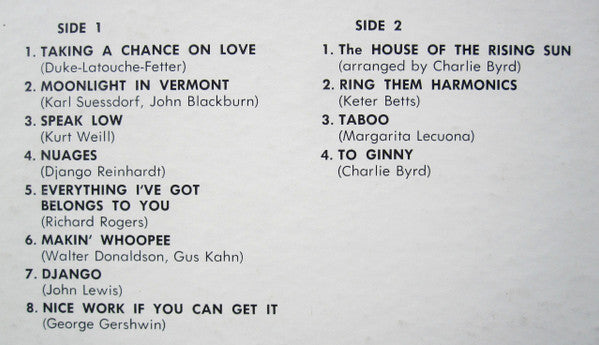 SIDE 1
1. TAKING A CHANCE ON LOVE
(Duke-Latouche-Fetter)
2. MOONLIGHT IN VERMONT
(Karl Suessdorf, John Blackburn)
3. SPEAK LOW
(Kurt Weill)
4. NUAGES
(Django Reinhardt)
5. EVERYTHING I'VE GOT
BELONGS TO YOU
(Richard Rogers)
6. MAKIN' WHOOPEE
(Walter Donaldson, Gus Kahn)
7. DJANGO
(John Lewis)
8. NICE WORK IF YOU CAN GET IT
(George Gershwin)
SIDE 2
1. The HOUSE OF THE RISING SUN
(arranged by Charlie Byrd)
2. RING THEM HARMONICS
(Keter Betts)
3. TABOO
(Margarita Lecuona)
4. TO GINNY
(Charlie Byrd)